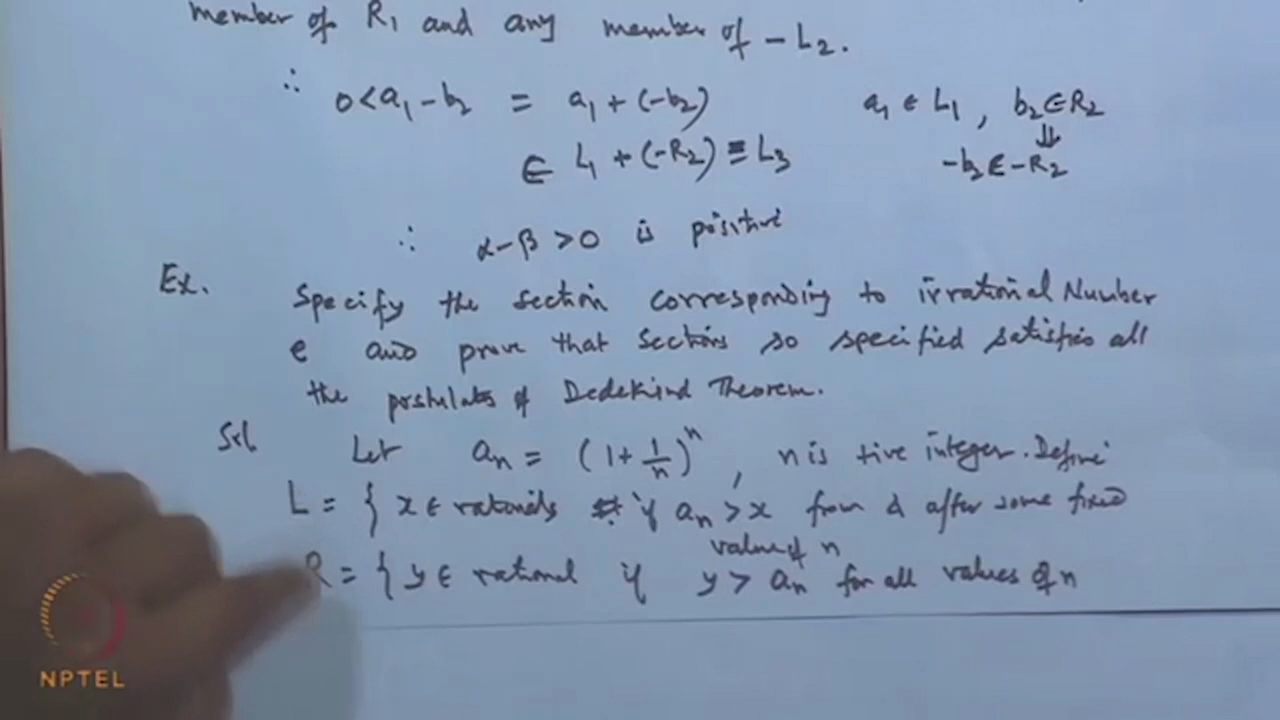 member of R₁ and any member of -L₂.
∴ 0<a₁-b₂ = a₁+(-b₂) a₁ ∈ L₁, b₂∈R₂
⇓
∈ L₁+(-R₂) ≡ L₃ -b₂∈-R₂
∴ α-β>0 is positive
Ex. Specify the section corresponding to irrational Number
e and prove that Sections so specified satisfies all
the postulates of Dedekind Theorem.
Sol. Let aₙ = (1+1/n)ⁿ, n is +ive integer. Define
L = { x ∈ rationals if aₙ>x from & after some fixed
value of n
R = { y ∈ rational if y > aₙ for all values of n
NPTEL